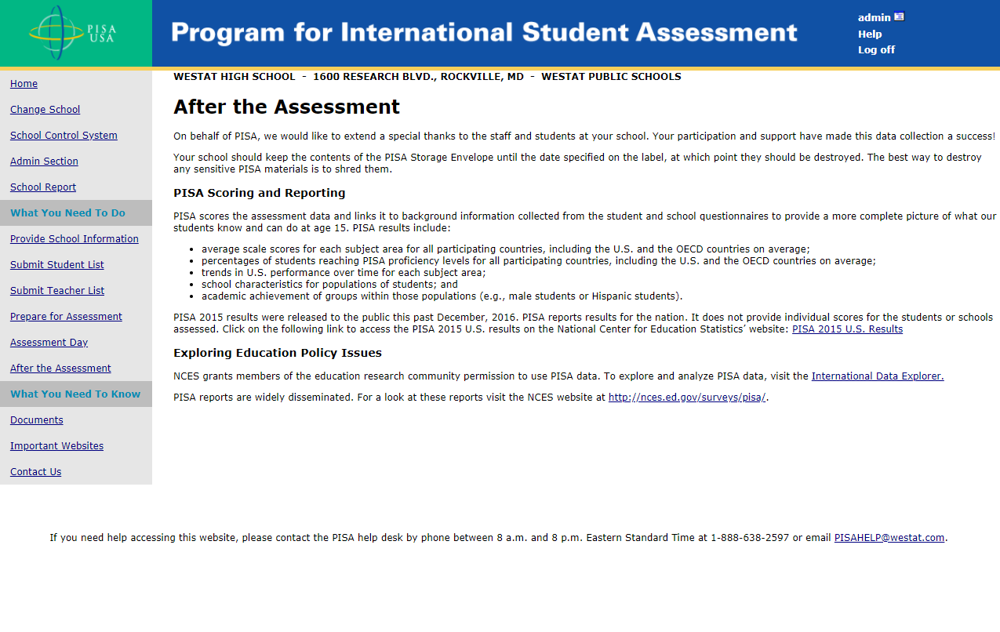 PISA
USA
Program for International Student Assessment
admin
Help
Log off
Home
Change School
School Control System
Admin Section
School Report
What You Need To Do
Provide School Information
Submit Student List
Submit Teacher List
Prepare for Assessment
Assessment Day
After the Assessment
What You Need To Know
Documents
Important Websites
Contact Us
WESTAT HIGH SCHOOL - 1600 RESEARCH BLVD., ROCKVILLE, MD - WESTAT PUBLIC SCHOOLS
After the Assessment
On behalf of PISA, we would like to extend a special thanks to the staff and students at your school. Your participation and support have made this data collection a success!
Your school should keep the contents of the PISA Storage Envelope until the date specified on the label, at which point they should be destroyed. The best way to destroy
any sensitive PISA materials is to shred them.
PISA Scoring and Reporting
PISA scores the assessment data and links it to background information collected from the student and school questionnaires to provide a more complete picture of what our
students know and can do at age 15. PISA results include:
• average scale scores for each subject area for all participating countries, including the U.S. and the OECD countries on average;
• percentages of students reaching PISA proficiency levels for all participating countries, including the U.S. and the OECD countries on average;
• trends in U.S. performance over time for each subject area;
• school characteristics for populations of students; and
• academic achievement of groups within those populations (e.g., male students or Hispanic students).
PISA 2015 results were released to the public this past December, 2016. PISA reports results for the nation. It does not provide individual scores for the students or schools
assessed. Click on the following link to access the PISA 2015 U.S. results on the National Center for Education Statistics’ website: PISA 2015 U.S. Results
Exploring Education Policy Issues
NCES grants members of the education research community permission to use PISA data. To explore and analyze PISA data, visit the International Data Explorer.
PISA reports are widely disseminated. For a look at these reports visit the NCES website at http://nces.ed.gov/surveys/pisa/.
If you need help accessing this website, please contact the PISA help desk by phone between 8 a.m. and 8 p.m. Eastern Standard Time at 1-888-638-2597 or email PISAHELP@westat.com.